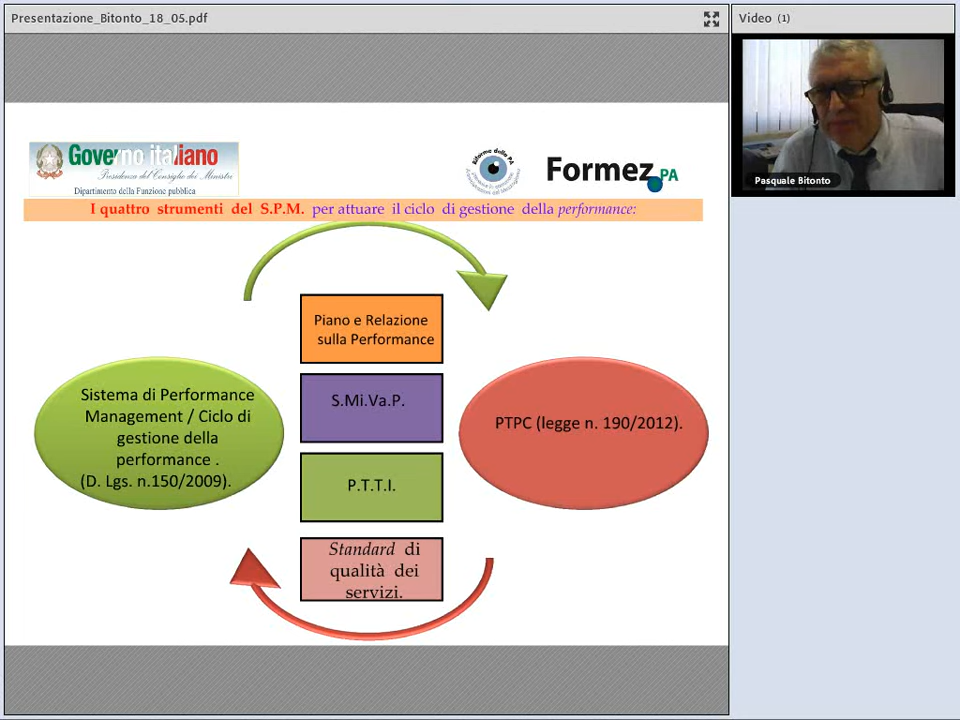 Presentazione_Bitonto_18_05.pdf
Video (1)
Governo italiano
Presidenza del Consiglio dei Ministri
Dipartimento della Funzione pubblica
Riforme delle PA
Formez PA
Pasquale Bitonto
I quattro strumenti del S.P.M. per attuare il ciclo di gestione della performance:
Piano e Relazione
sulla Performance
S.Mi.Va.P.
P.T.T.I.
Standard di
qualità dei
servizi.
Sistema di Performance
Management / Ciclo di
gestione della
performance .
(D. Lgs. n.150/2009).
PTPC (legge n. 190/2012).